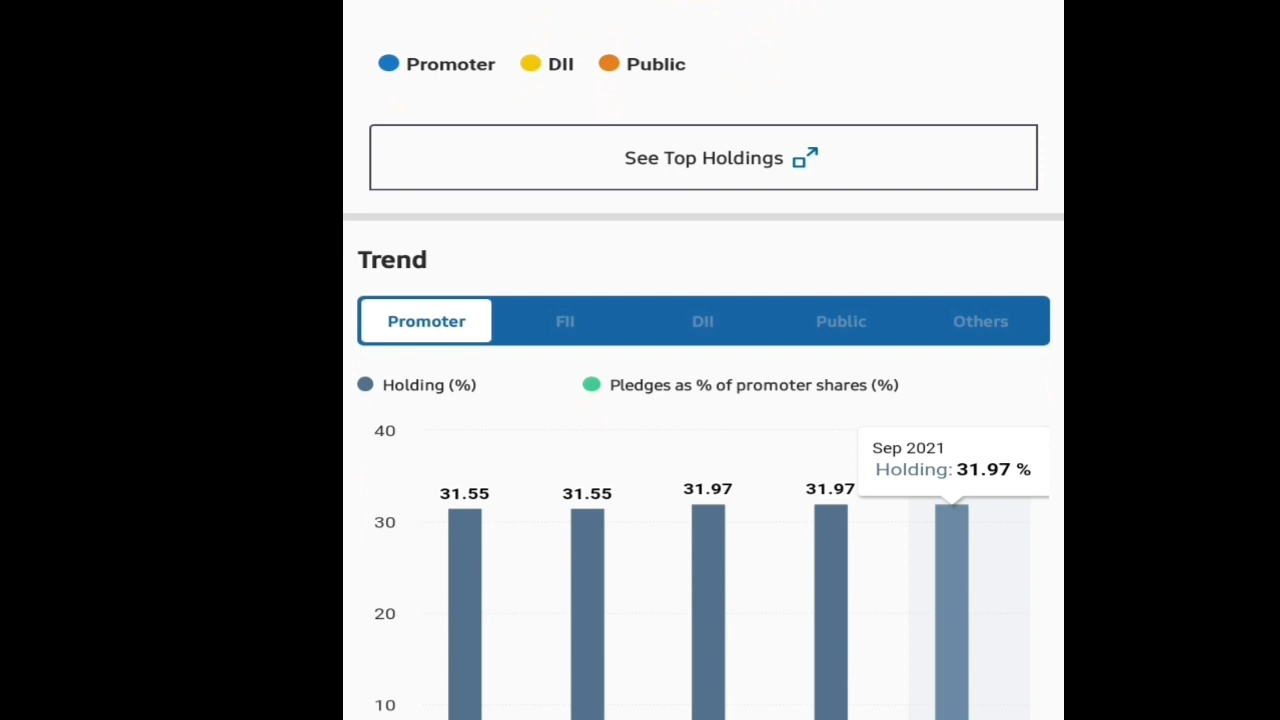 Promoter DII Public
See Top Holdings
Trend
Promoter FII DII Public Others
Holding (%) Pledges as % of promoter shares (%)
40
Sep 2021
Holding: 31.97 %
31.55 31.55 31.97 31.97
30
20
10